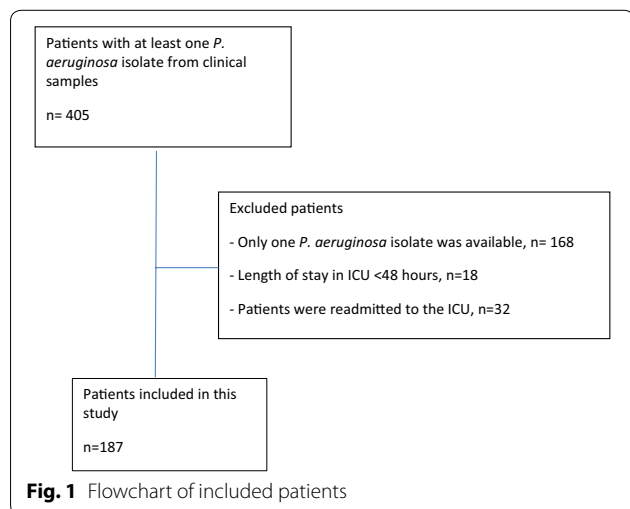 Patients with at least one P.
aeruginosa isolate from clinical
samples
n= 405
Excluded patients
- Only one P. aeruginosa isolate was available, n= 168
- Length of stay in ICU <48 hours, n=18
- Patients were readmitted to the ICU, n=32
Patients included in this
study
n=187
Fig. 1 Flowchart of included patients